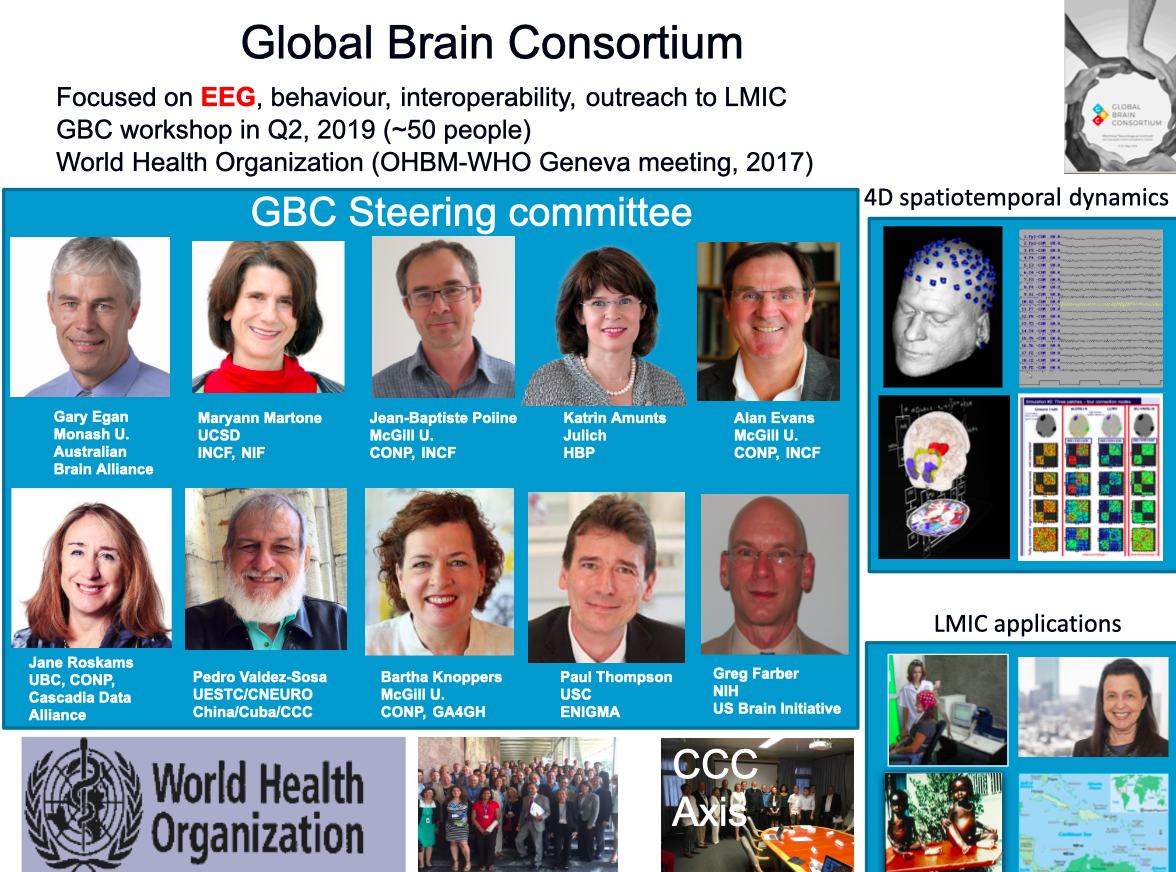 Global Brain Consortium
Focused on EEG, behaviour, interoperability, outreach to LMIC
GBC workshop in Q2, 2019 (~50 people)
World Health Organization (OHBM-WHO Geneva meeting, 2017)
GLOBAL
BRAIN
CONSORTIUM
GBC Steering committee
4D spatiotemporal dynamics
Gary Egan
Monash U.
Australian
Brain Alliance
Maryann Martone
UCSD
INCF, NIF
Jean-Baptiste Poiine
McGill U.
CONP, INCF
Katrin Amunts
Julich
HBP
Alan Evans
McGill U.
CONP, INCF
Jane Roskams
UBC, CONP,
Cascadia Data
Alliance
Pedro Valdez-Sosa
UESTC/CNEURO
China/Cuba/CCC
Bartha Knoppers
McGill U.
CONP, GA4GH
Paul Thompson
USC
ENIGMA
Greg Farber
NIH
US Brain Initiative
LMIC applications
World Health
Organization
CCC
Axis
Caribbean Sea